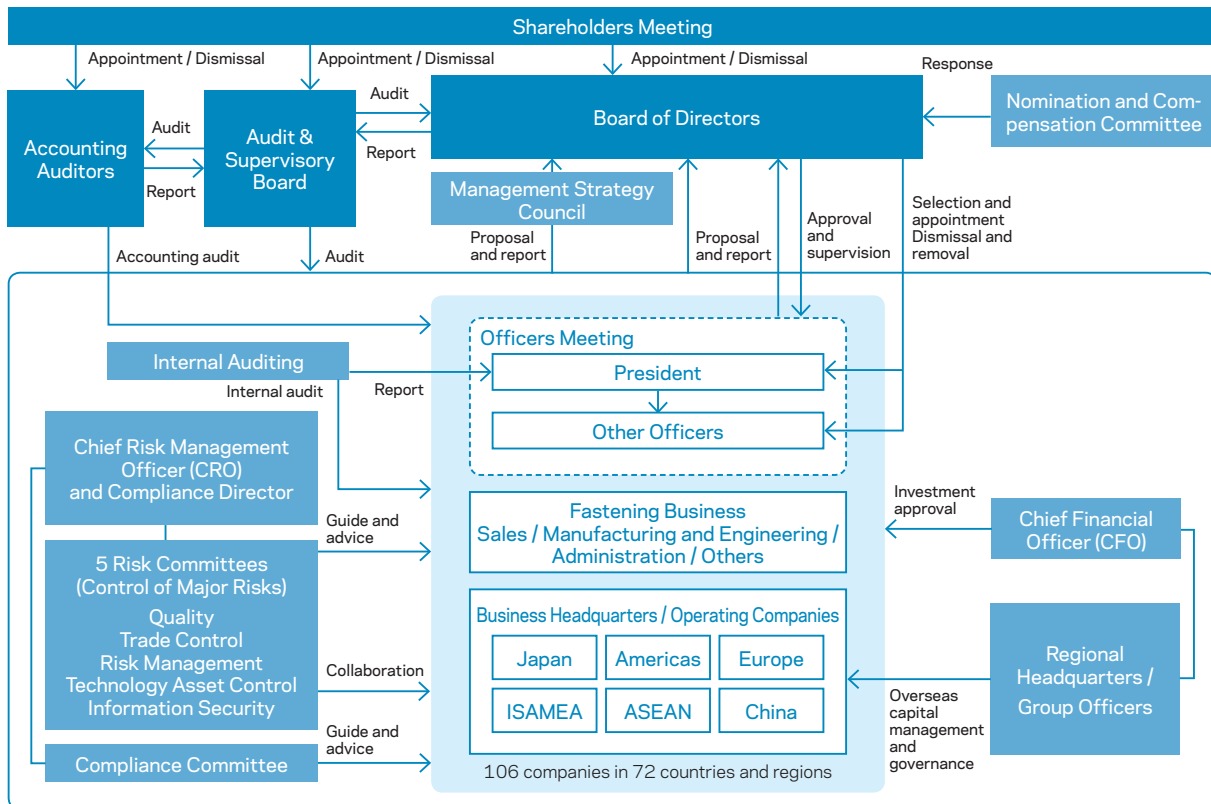 Shareholders Meeting
Appointment / Dismissal
Appointment / Dismissal
Appointment / Dismissal
Response
Accounting
Auditors
Audit
Report
Audit &
Supervisory
Board
Audit
Report
Board of Directors
Nomination and Com-
pensation Committee
Management Strategy
Council
Accounting audit
Audit
Proposal
and report
Proposal
and report
Approval
and
supervision
Selection and
appointment
Dismissal and
removal
Officers Meeting
President
Other Officers
Internal Auditing
Internal audit
Report
Chief Risk Management
Officer (CRO)
and Compliance Director
Guide and
advice
5 Risk Committees
(Control of Major Risks)
Quality
Trade Control
Risk Management
Technology Asset Control
Information Security
Collaboration
Guide and
advice
Compliance Committee
Fastening Business
Sales / Manufacturing and Engineering /
Administration / Others
Business Headquarters / Operating Companies
Japan
Americas
Europe
ISAMEA
ASEAN
China
106 companies in 72 countries and regions
Investment
approval
Chief Financial
Officer (CFO)
Regional
Headquarters /
Group Officers
Overseas
capital
management
and
governance